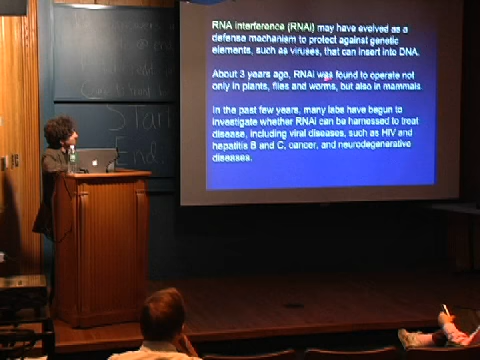 RNA interference (RNAi) may have evolved as a
defense mechanism to protect against genetic
elements, such as viruses, that can insert into DNA.
About 3 years ago, RNAi was found to operate not
only in plants, flies and worms, but also in mammals.
In the past few years, many labs have begun to
investigate whether RNAi can be harnessed to treat
disease, including viral diseases, such as HIV and
hepatitis B and C, cancer, and neurodegenerative
diseases.
Start
End